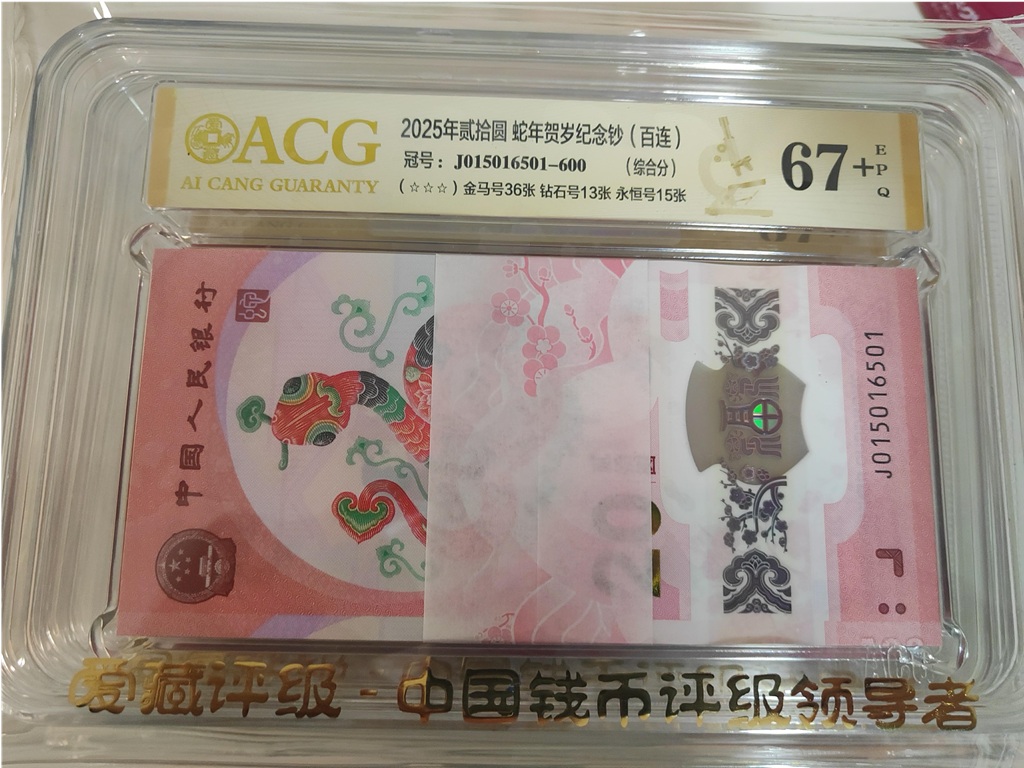 ACG
AI CANG GUARANTY
2025年贰拾圆 蛇年贺岁纪念钞（百连）
冠号：J015016501-600 （综合分）
（☆☆☆）金马号36张 钻石号13张 永恒号15张
67+
EPQ
中国人民银行
J015016501
爱藏评级-中国钱币评级领导者